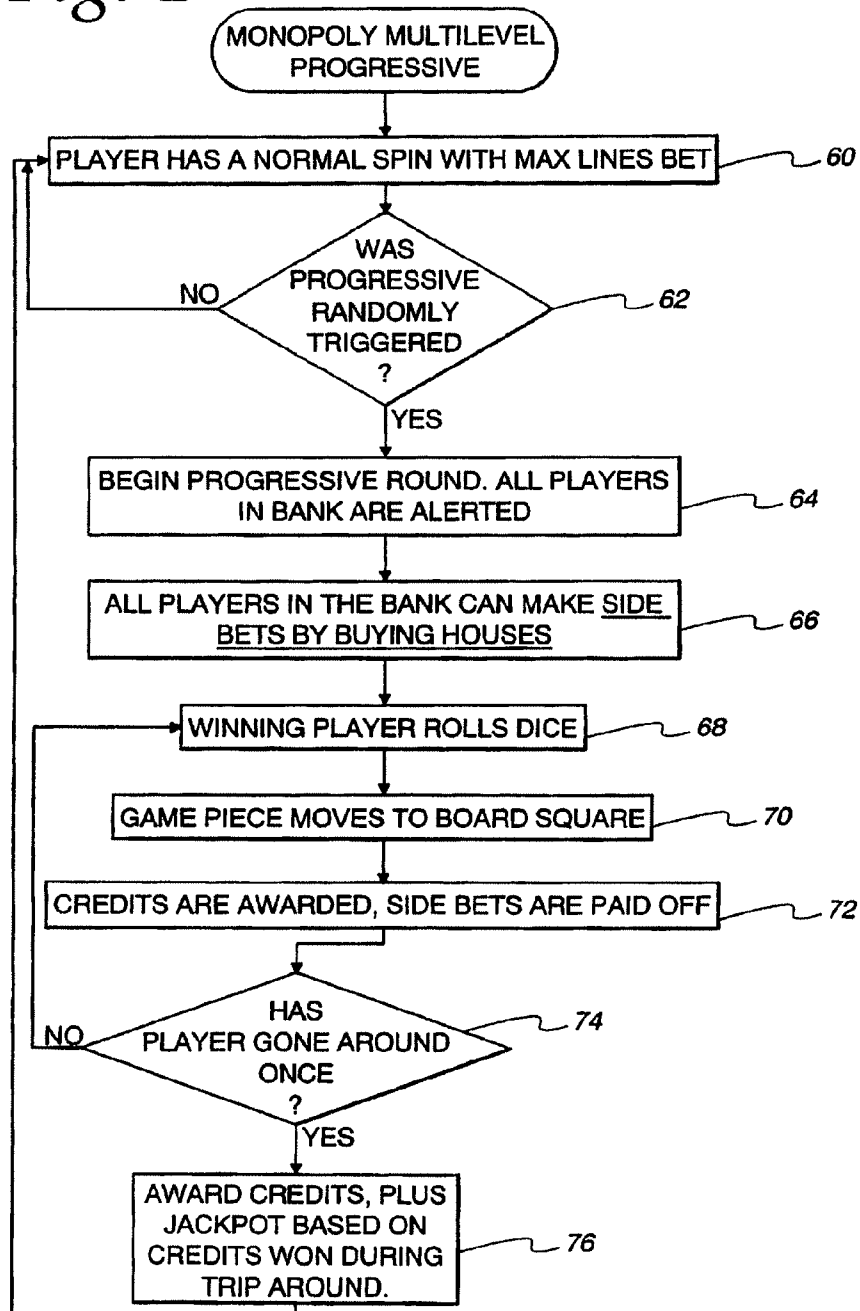 MONOPOLY MULTILEVEL
PROGRESSIVE
PLAYER HAS A NORMAL SPIN WITH MAX LINES BET
60
WAS
PROGRESSIVE
RANDOMLY
TRIGGERED
?
NO
62
YES
BEGIN PROGRESSIVE ROUND. ALL PLAYERS
IN BANK ARE ALERTED
64
ALL PLAYERS IN THE BANK CAN MAKE SIDE
BETS BY BUYING HOUSES
66
WINNING PLAYER ROLLS DICE
68
GAME PIECE MOVES TO BOARD SQUARE
70
CREDITS ARE AWARDED, SIDE BETS ARE PAID OFF
72
HAS
PLAYER GONE AROUND
ONCE
?
NO
74
YES
AWARD CREDITS, PLUS
JACKPOT BASED ON
CREDITS WON DURING
TRIP AROUND.
76